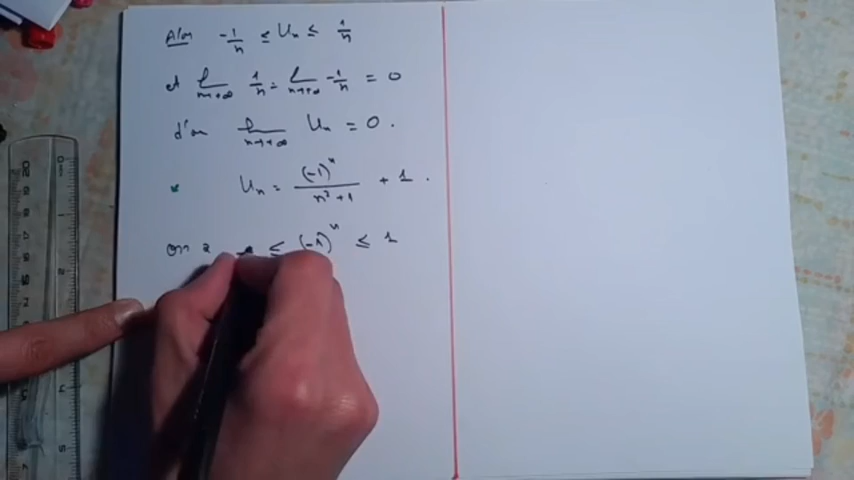 Alors -1/n ≤ Un ≤ 1/n
et lim n→+∞ 1/n = lim n→+∞ -1/n = 0
d'où lim n→+∞ Un = 0.
Un = (-1)^n / (n² + 1) + 1.
on a ≤ (-1)^n ≤ 1